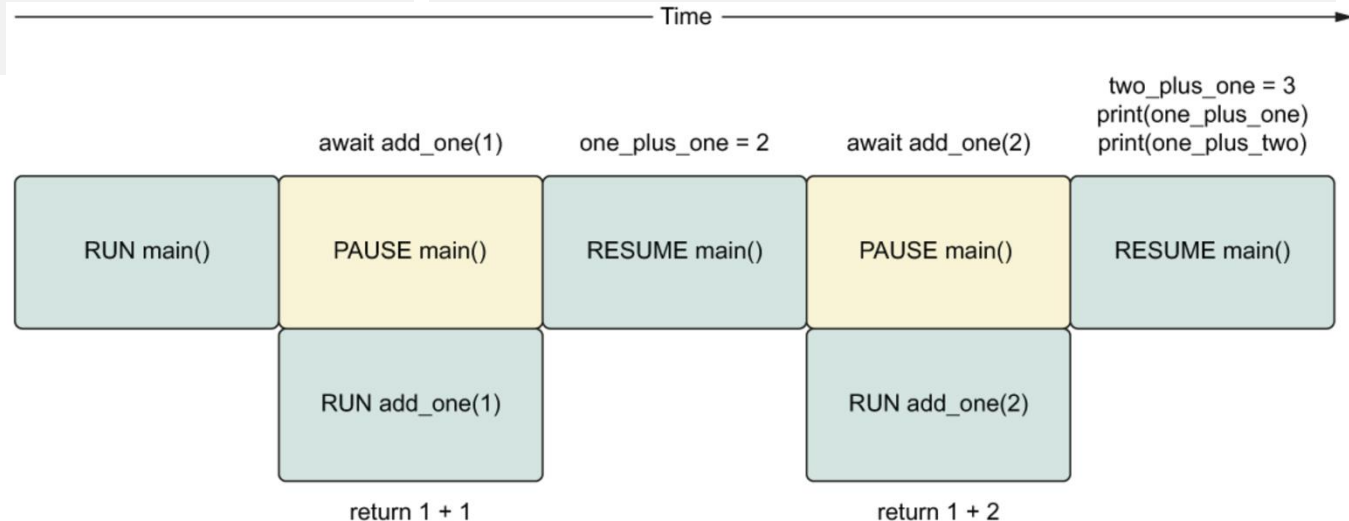 Time
two_plus_one = 3
print(one_plus_one)
await add_one(1)
one_plus_one = 2
await add_one(2)
print(one_plus_two)
RUN main()
PAUSE main()
RESUME main()
PAUSE main()
RESUME main()
RUN add_one(1)
RUN add_one(2)
return 1 + 1
return 1 + 2